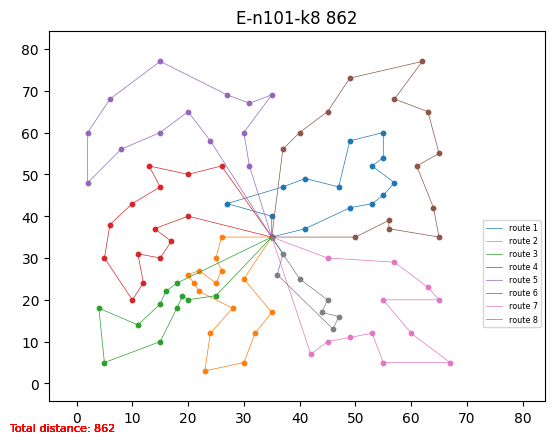 E-n101-k8 862
80
70
60
50
40
30
20
10
0
route 1
route 2
route 3
route 4
route 5
route 6
route 7
route 8
0 10 20 30 40 50 60 70 80
Total distance: 862